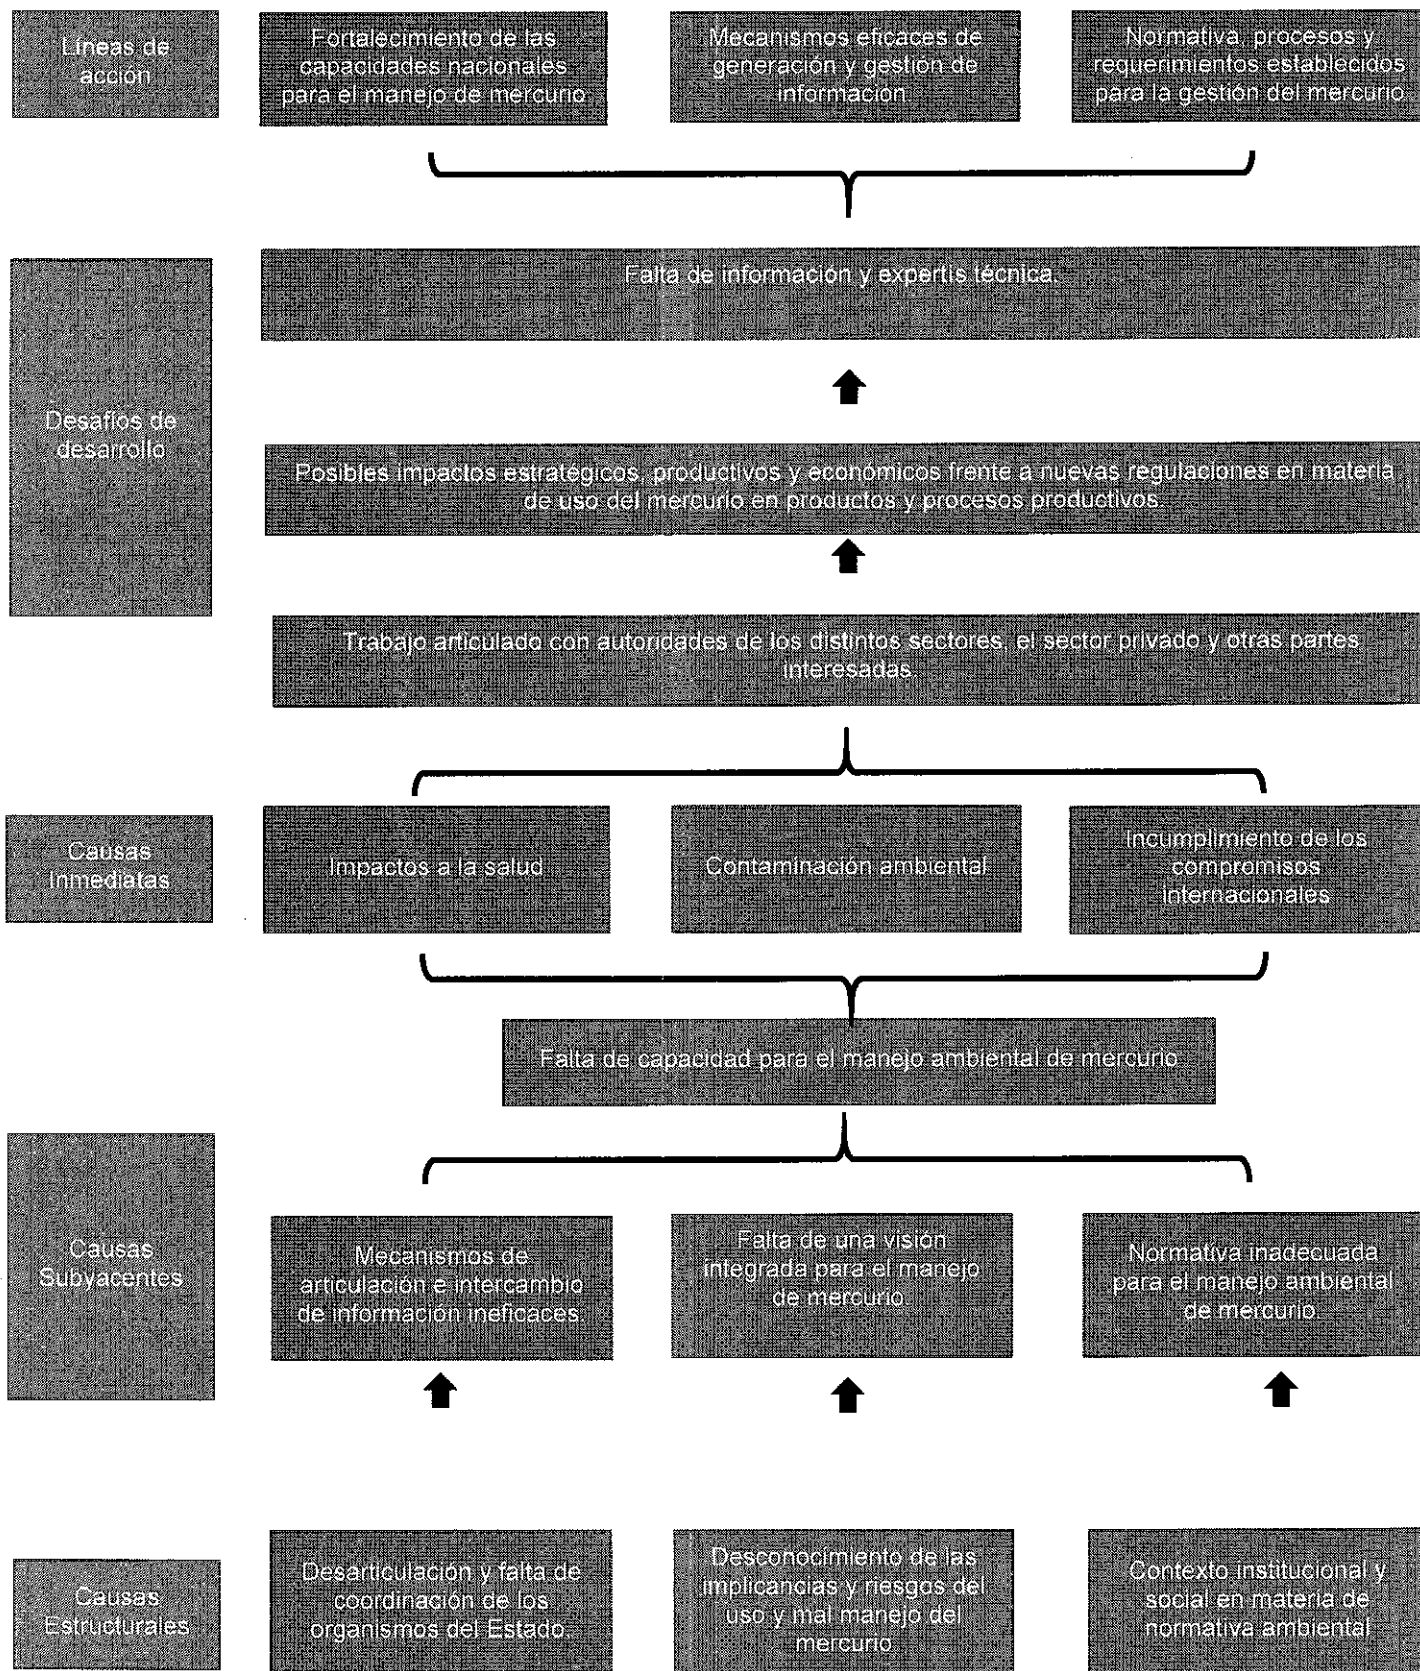 Líneas de
acción
Fortalecimiento de las
capacidades nacionales
para el manejo de mercurio
Mecanismos eficaces de
generación y gestión de
información
Normativa, procesos y
requerimientos establecidos
para la gestión del mercurio
Desafíos de
desarrollo
Falta de información y expertis técnica.
Posibles impactos estratégicos, productivos y económicos frente a nuevas regulaciones en materia
de uso del mercurio en productos y procesos productivos.
Trabajo articulado con autoridades de los distintos sectores, el sector privado y otras partes
interesadas.
Causas
Inmediatas
Impactos a la salud
Contaminación ambiental
Incumplimiento de los
compromisos
internacionales
Falta de capacidad para el manejo ambiental de mercurio
Causas
Subyacentes
Mecanismos de
articulación e intercambio
de información ineficaces.
Falta de una visión
integrada para el manejo
de mercurio
Normativa inadecuada
para el manejo ambiental
de mercurio.
Causas
Estructurales
Desarticulación y falta de
coordinación de los
organismos del Estado.
Desconocimiento de las
implicancias y riesgos del
uso y mal manejo del
mercurio
Contexto institucional y
social en materia de
normativa ambiental